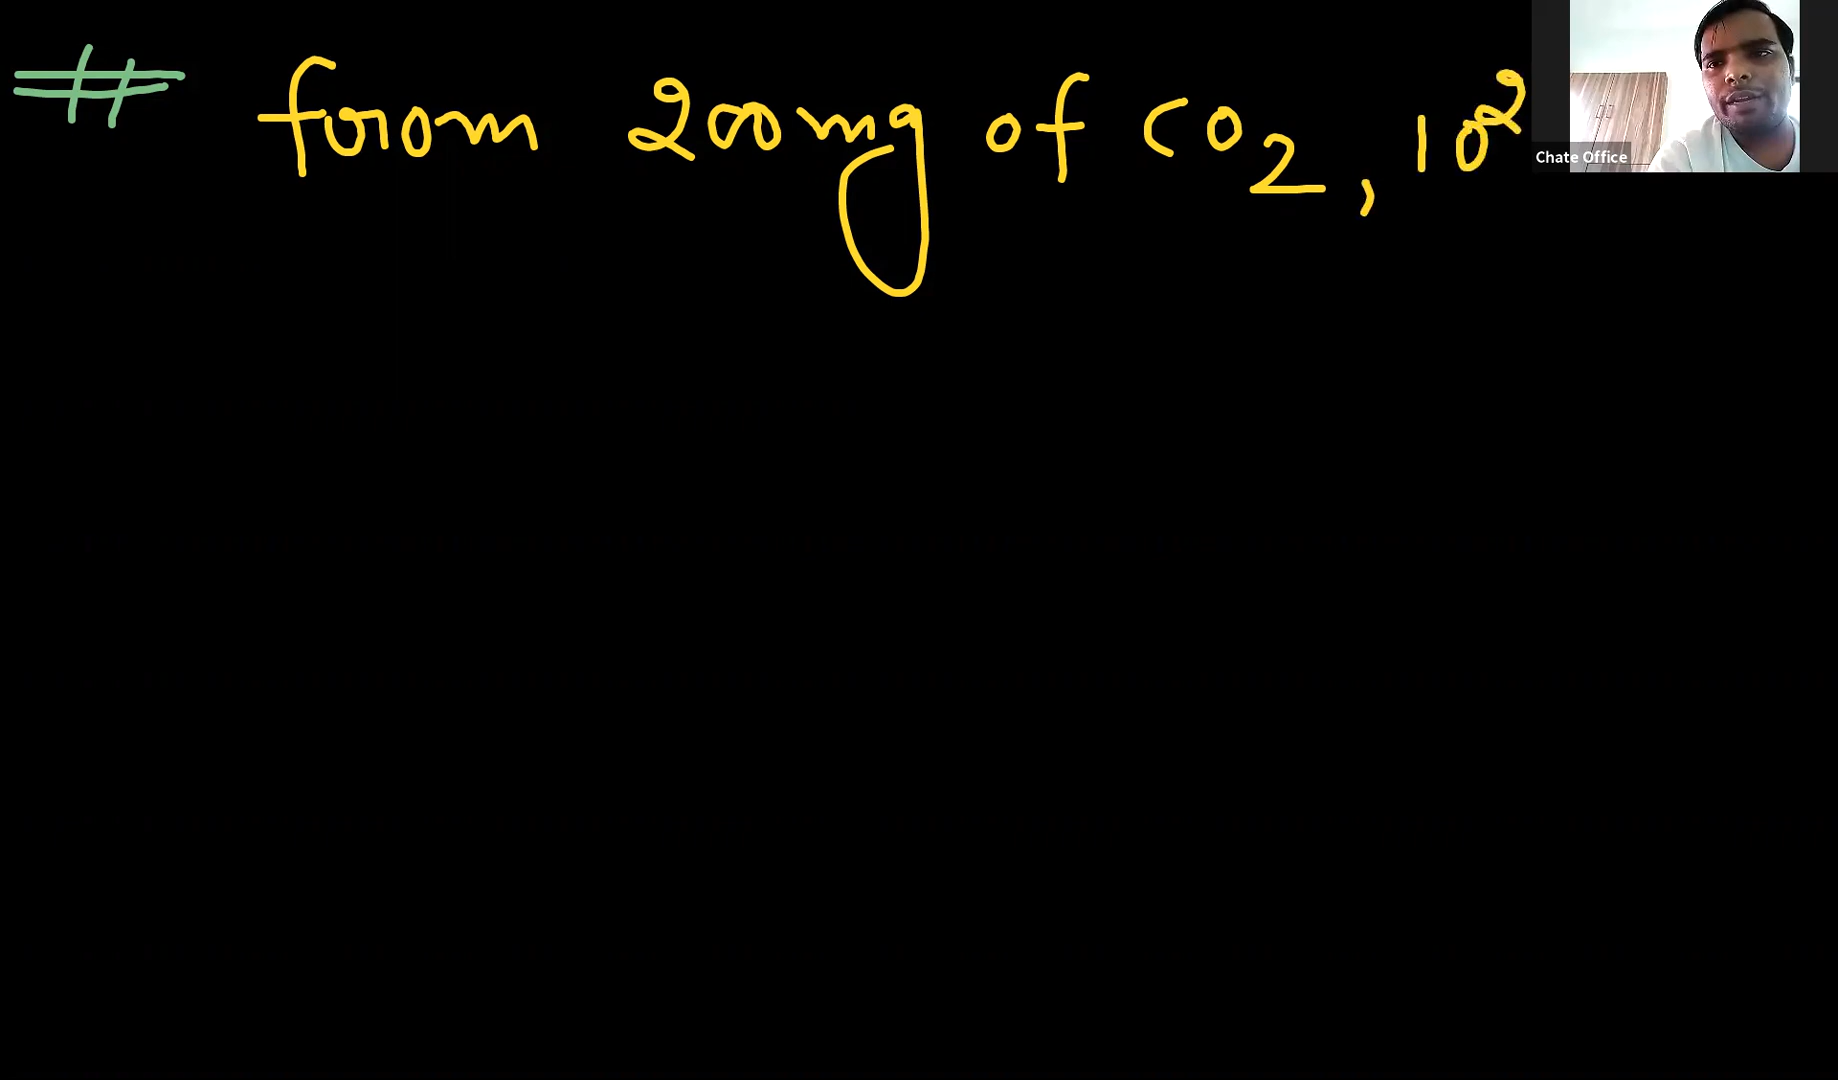 # from 200mg of CO₂, 10²
Chate Office